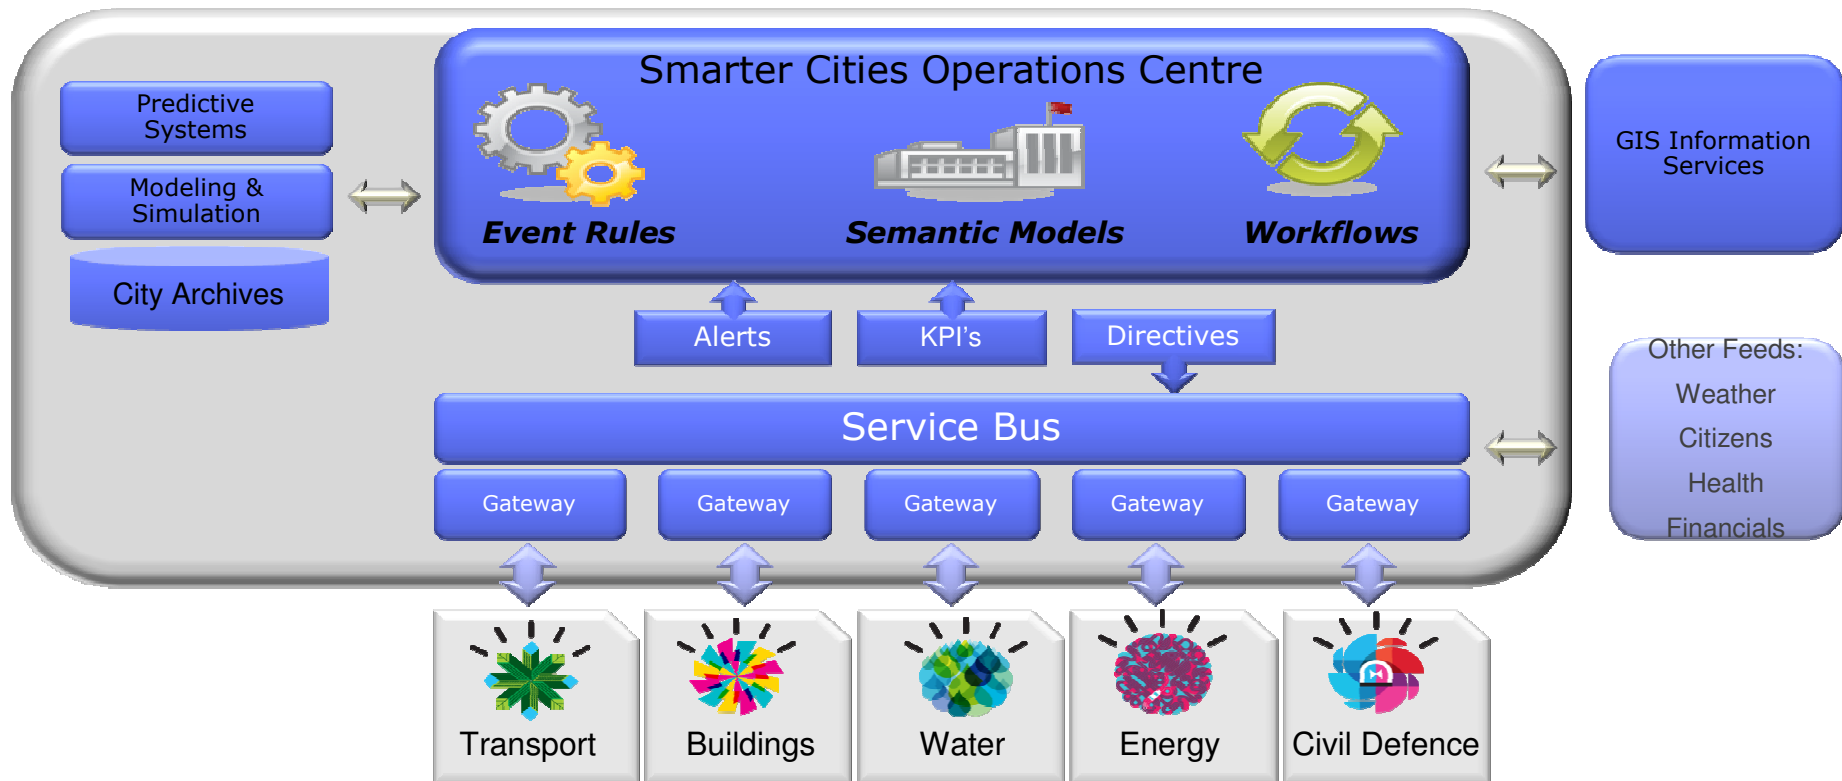 Smarter Cities Operations Centre
Predictive
Systems
Modeling &
Simulation
City Archives
Event Rules
Semantic Models
Workflows
GIS Information
Services
Alerts
KPI's
Directives
Other Feeds:
Weather
Citizens
Health
Financials
Service Bus
Gateway
Gateway
Gateway
Gateway
Gateway
Transport
Buildings
Water
Energy
Civil Defence